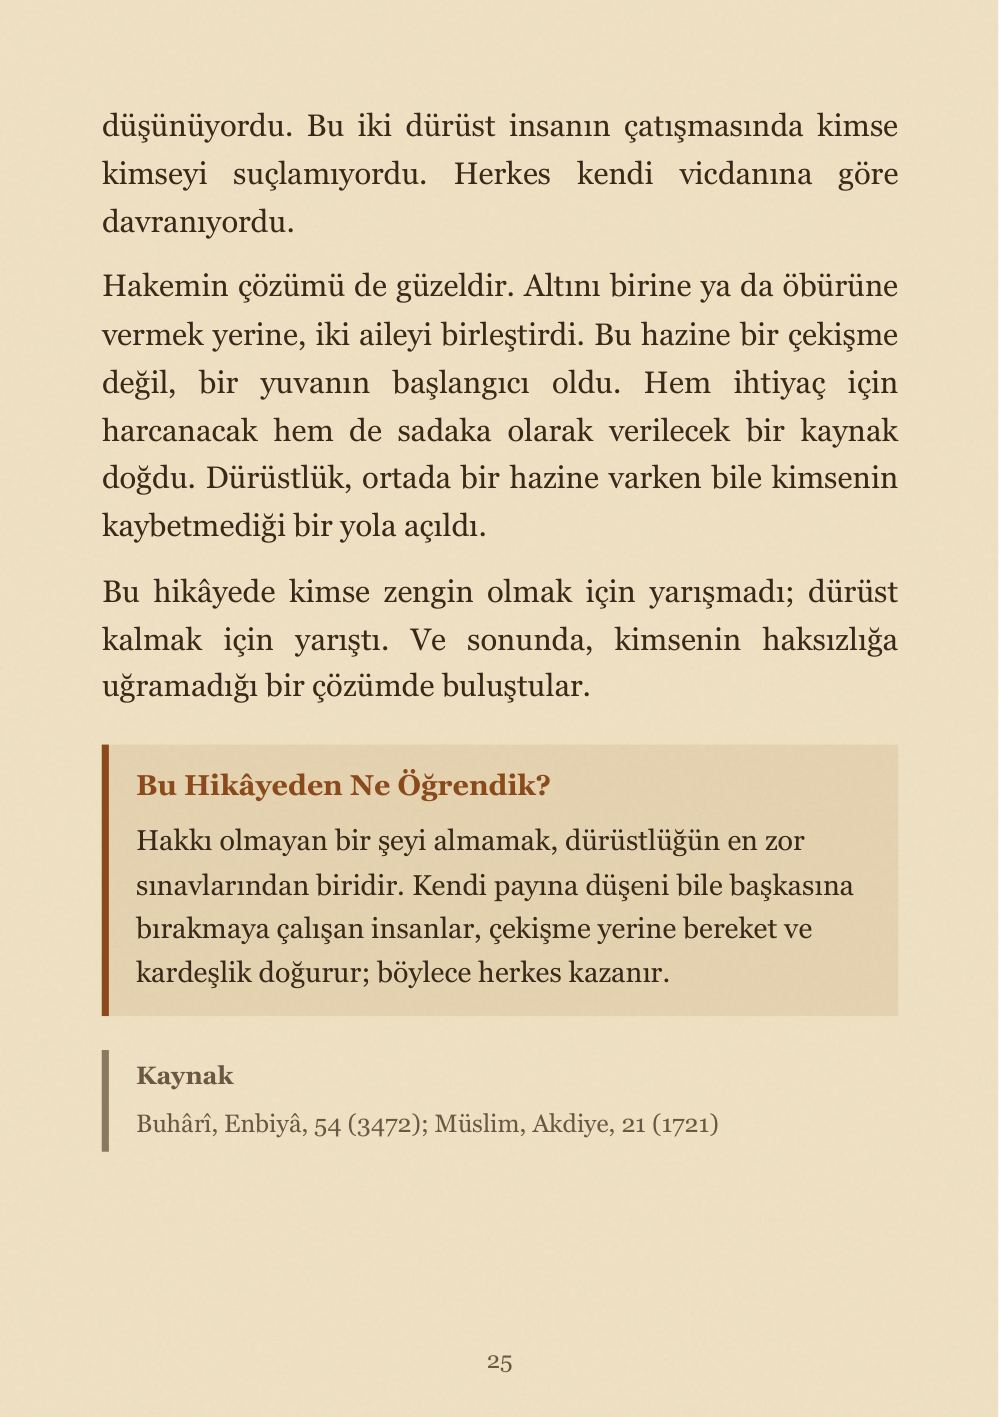 düşünüyordu. Bu iki dürüst insanın çatışmasında kimse
kimseyi suçlamıyordu. Herkes kendi vicdanına göre
davranıyordu.
Hakemin çözümü de güzeldir. Altını birine ya da öbürüne
vermek yerine, iki aileyi birleştirdi. Bu hazine bir çekişme
değil, bir yuvanın başlangıcı oldu. Hem ihtiyaç için
harcanacak hem de sadaka olarak verilecek bir kaynak
doğdu. Dürüstlük, ortada bir hazine varken bile kimsenin
kaybetmediği bir yola açıldı.
Bu hikâyede kimse zengin olmak için yarışmadı; dürüst
kalmak için yarıştı. Ve sonunda, kimsenin haksızlığa
uğramadığı bir çözümde buluştular.
Bu Hikâyeden Ne Öğrendik?
Hakkı olmayan bir şeyi almamak, dürüstlüğün en zor
sınavlarından biridir. Kendi payına düşeni bile başkasına
bırakmaya çalışan insanlar, çekişme yerine bereket ve
kardeşlik doğurur; böylece herkes kazanır.
Kaynak
Buhârî, Enbiyâ, 54 (3472); Müslim, Akdiye, 21 (1721)
25